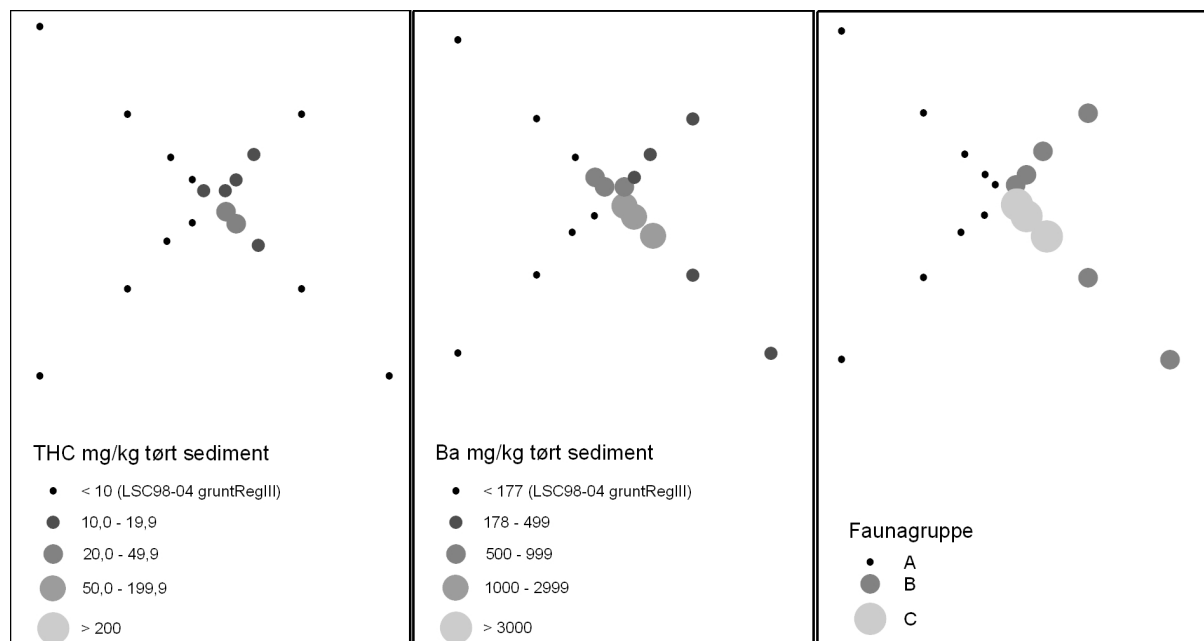 THC mg/kg tørt sediment
< 10 (LSC98-04 gruntRegIII)
10,0 - 19,9
20,0 - 49,9
50,0 - 199,9
> 200
Ba mg/kg tørt sediment
< 177 (LSC98-04 gruntRegIII)
178 - 499
500 - 999
1000 - 2999
> 3000
Faunagruppe
A
B
C